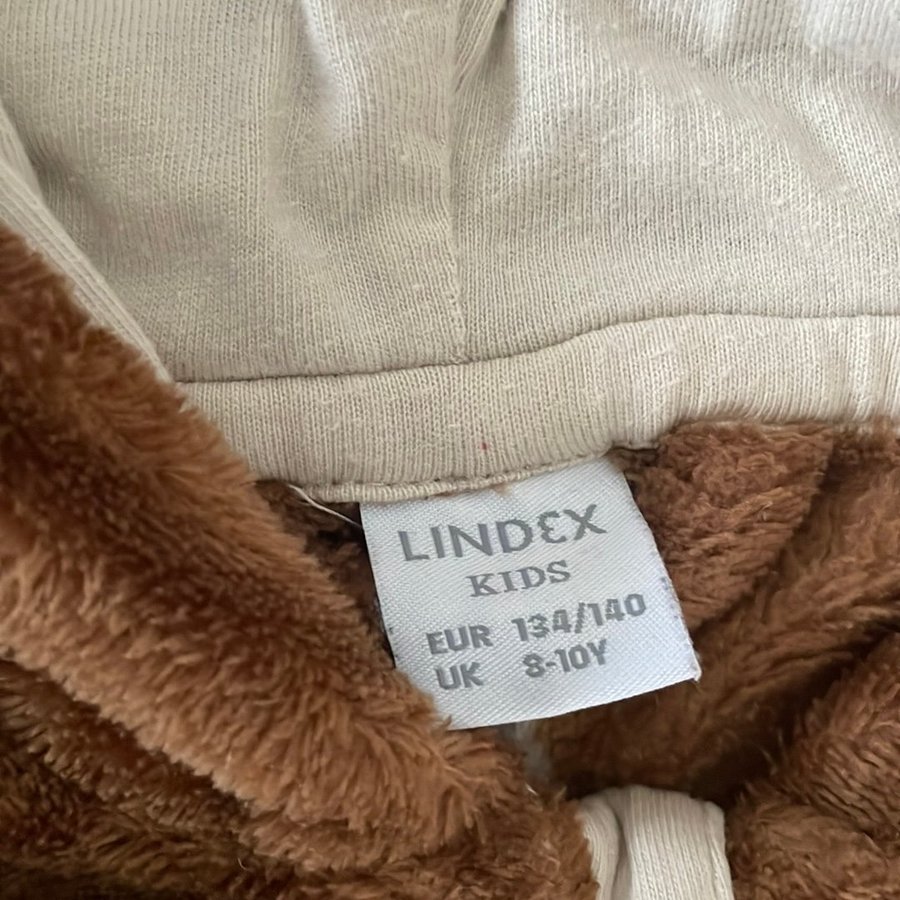 LINDEX
KIDS
EUR 134/140
UK 8-10Y